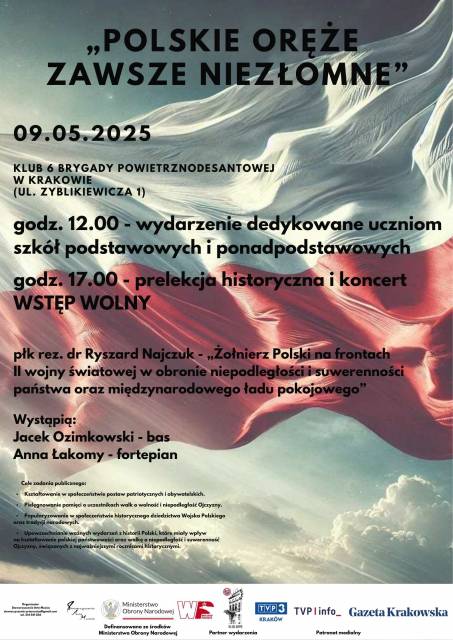 „POLSKIE ORĘŻE
ZAWSZE NIEZŁOMNE”
09.05.2025
KLUB 6 BRYGADY POWIETRZNODESANTOWEJ
W KRAKOWIE
(UL. ZYBLIKIEWICZA 1)
godz. 12.00 - wydarzenie dedykowane uczniom
szkół podstawowych i ponadpodstawowych
godz. 17.00 - prelekcja historyczna i koncert
WSTĘP WOLNY
płk rez. dr Ryszard Najczuk - „Żołnierz Polski na frontach
II wojny światowej w obronie niepodległości i suwerenności
państwa oraz międzynarodowego ładu pokojowego”
Wystąpią:
Jacek Ozimkowski - bas
Anna Łakomy - fortepian
Cele zadania publicznego:
• Kształtowanie w społeczeństwie postaw patriotycznych i obywatelskich.
• Pielęgnowanie pamięci o uczestnikach walk o wolność i niepodległość Ojczyzny.
• Popularyzowanie w społeczeństwie historycznego dziedzictwa Wojska Polskiego
oraz tradycji narodowych.
• Upowszechnianie ważnych wydarzeń z historii Polski, które miały wpływ
na kształtowanie polskiej państwowości oraz walkę o niepodległość i suwerenność
Ojczyzny, związanych z najważniejszymi rocznicami historycznymi.
Organizator
Ministerstwo
Obrony Narodowej
Dofinansowano ze środków
Ministerstwa Obrony Narodowej
Partner wydarzenia
TVP3
KRAKÓW
TVP info
Gazeta Krakowska
Patronat medialny